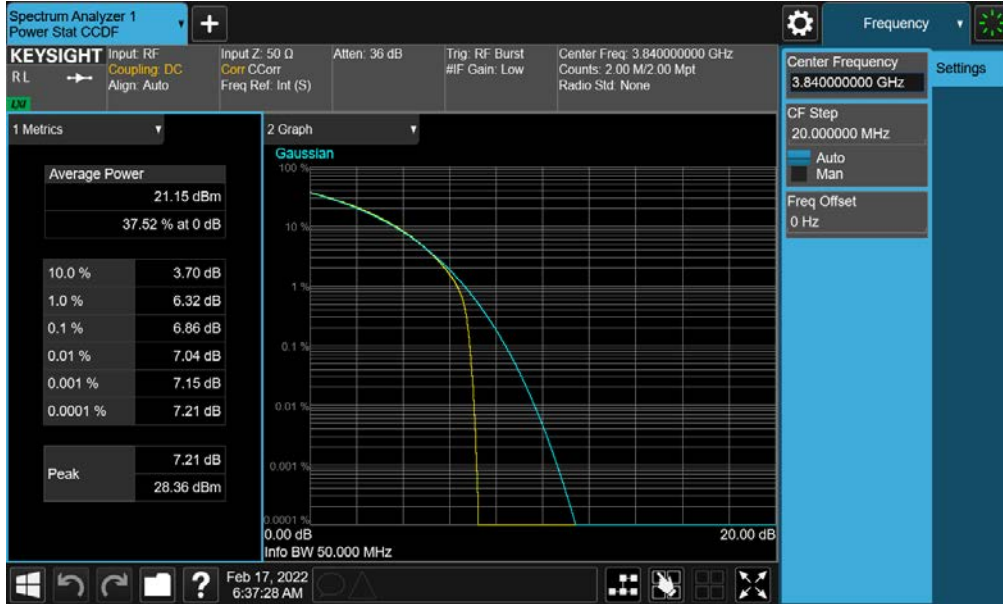 Spectrum Analyzer 1
Power Stat CCDF
+
Frequency
KEYSIGHT
RL
LXI
Input: RF
Coupling: DC
Align: Auto
Input Z: 50 Ω
Corr CCorr
Freq Ref: Int (S)
Atten: 36 dB
Trig: RF Burst
#IF Gain: Low
Center Freq: 3.840000000 GHz
Counts: 2.00 M/2.00 Mpt
Radio Std: None
Center Frequency
3.840000000 GHz
Settings
CF Step
20.000000 MHz
Auto
Man
Freq Offset
0 Hz
1 Metrics
Average Power
21.15 dBm
37.52 % at 0 dB
10.0 % 3.70 dB
1.0 % 6.32 dB
0.1 % 6.86 dB
0.01 % 7.04 dB
0.001 % 7.15 dB
0.0001 % 7.21 dB
Peak
7.21 dB
28.36 dBm
2 Graph
Gaussian
100 %
10 %
1 %
0.1 %
0.01 %
0.001 %
0.0001 %
0.00 dB 20.00 dB
Info BW 50.000 MHz
?
Feb 17, 2022
6:37:28 AM